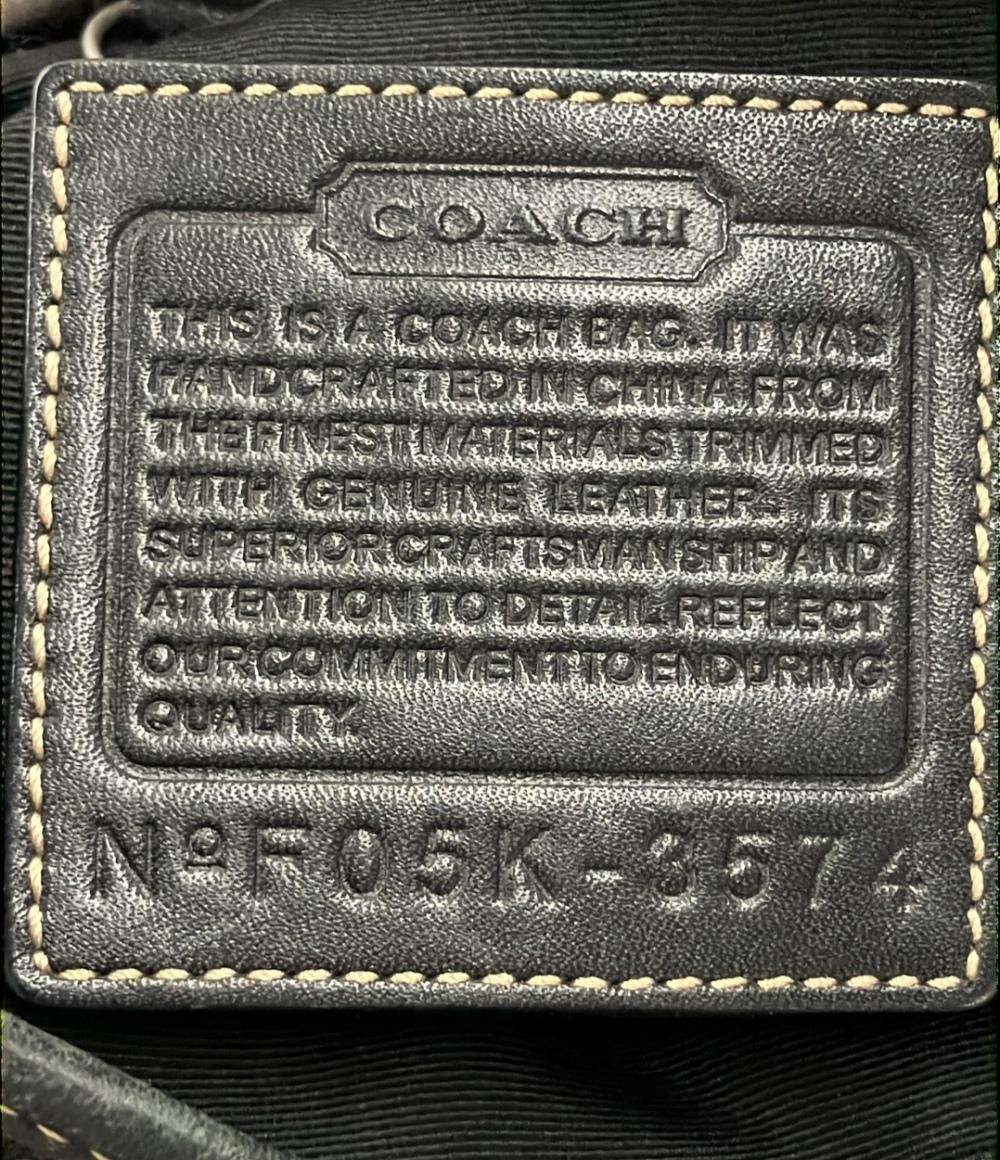 COACH
THIS IS A COACH BAG. IT WAS
HANDCRAFTED IN CHINA FROM
THE FINEST MATERIALS TRIMMED
WITH GENUINE LEATHER. ITS
SUPERIOR CRAFTSMANSHIP AND
ATTENTION TO DETAIL REFLECT
OUR COMMITMENT TO ENDURING
QUALITY.
Nº F05K-3574